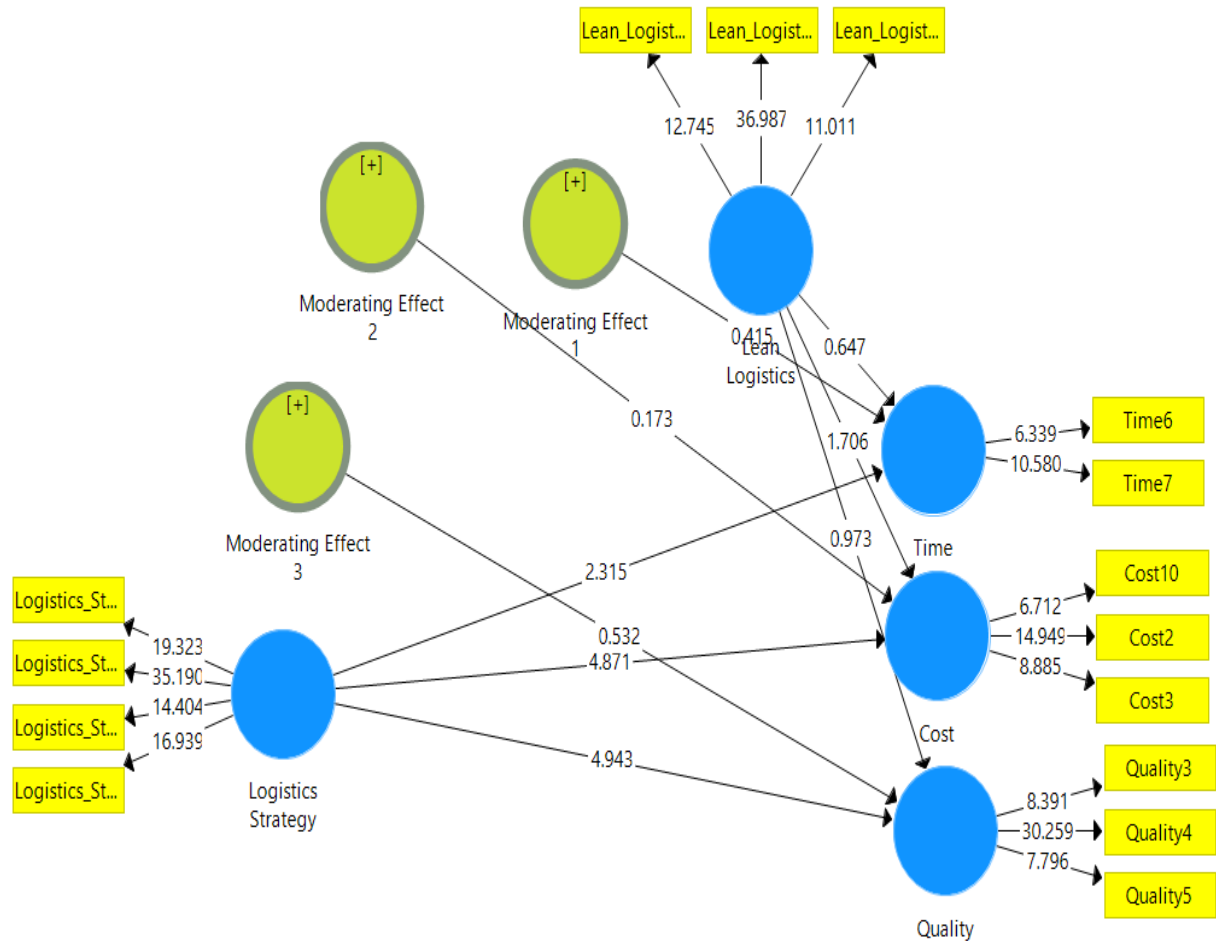 Lean_Logist...
Lean_Logist...
Lean_Logist...
12.745
36.987
11.011
[+]
[+]
Moderating Effect
2
Moderating Effect
1
Lean
Logistics
0.415
0.647
[+]
0.173
1.706
Time6
6.339
10.580
Time7
Moderating Effect
3
0.973
Time
2.315
Cost10
6.712
Logistics_St...
19.323
0.532
14.949
Cost2
Logistics_St...
35.190
4.871
8.885
Cost3
Logistics_St...
14.404
16.939
Logistics_St...
Cost
4.943
Quality3
8.391
Logistics
Strategy
30.259
Quality4
7.796
Quality5
Quality